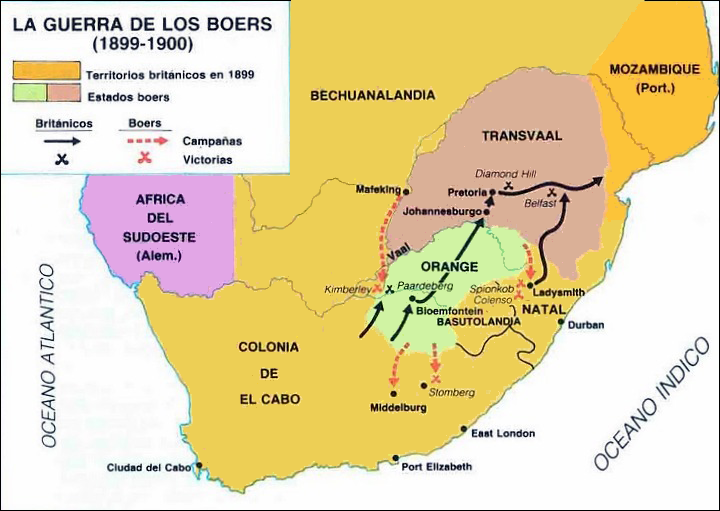 LA GUERRA DE LOS BOERS
(1899-1900)
Territorios británicos en 1899
Estados boers
Británicos Boers
Campañas
Victorias
MOZAMBIQUE
(Port.)
BECHUANALANDIA
TRANSVAAL
Diamond Hill
Mafeking
Pretoria
Belfast
Johannesburgo
AFRICA
DEL
SUDOESTE
(Alem.)
Vaal
ORANGE
Kimberley
Paardeberg
Spionkob
Colenso
Ladysmith
Bloemfontein
NATAL
BASUTOLANDIA
Durban
COLONIA
DE
EL CABO
Stomberg
Middelburg
East London
Port Elizabeth
Ciudad del Cabo
OCEANO ATLANTICO
OCEANO INDICO